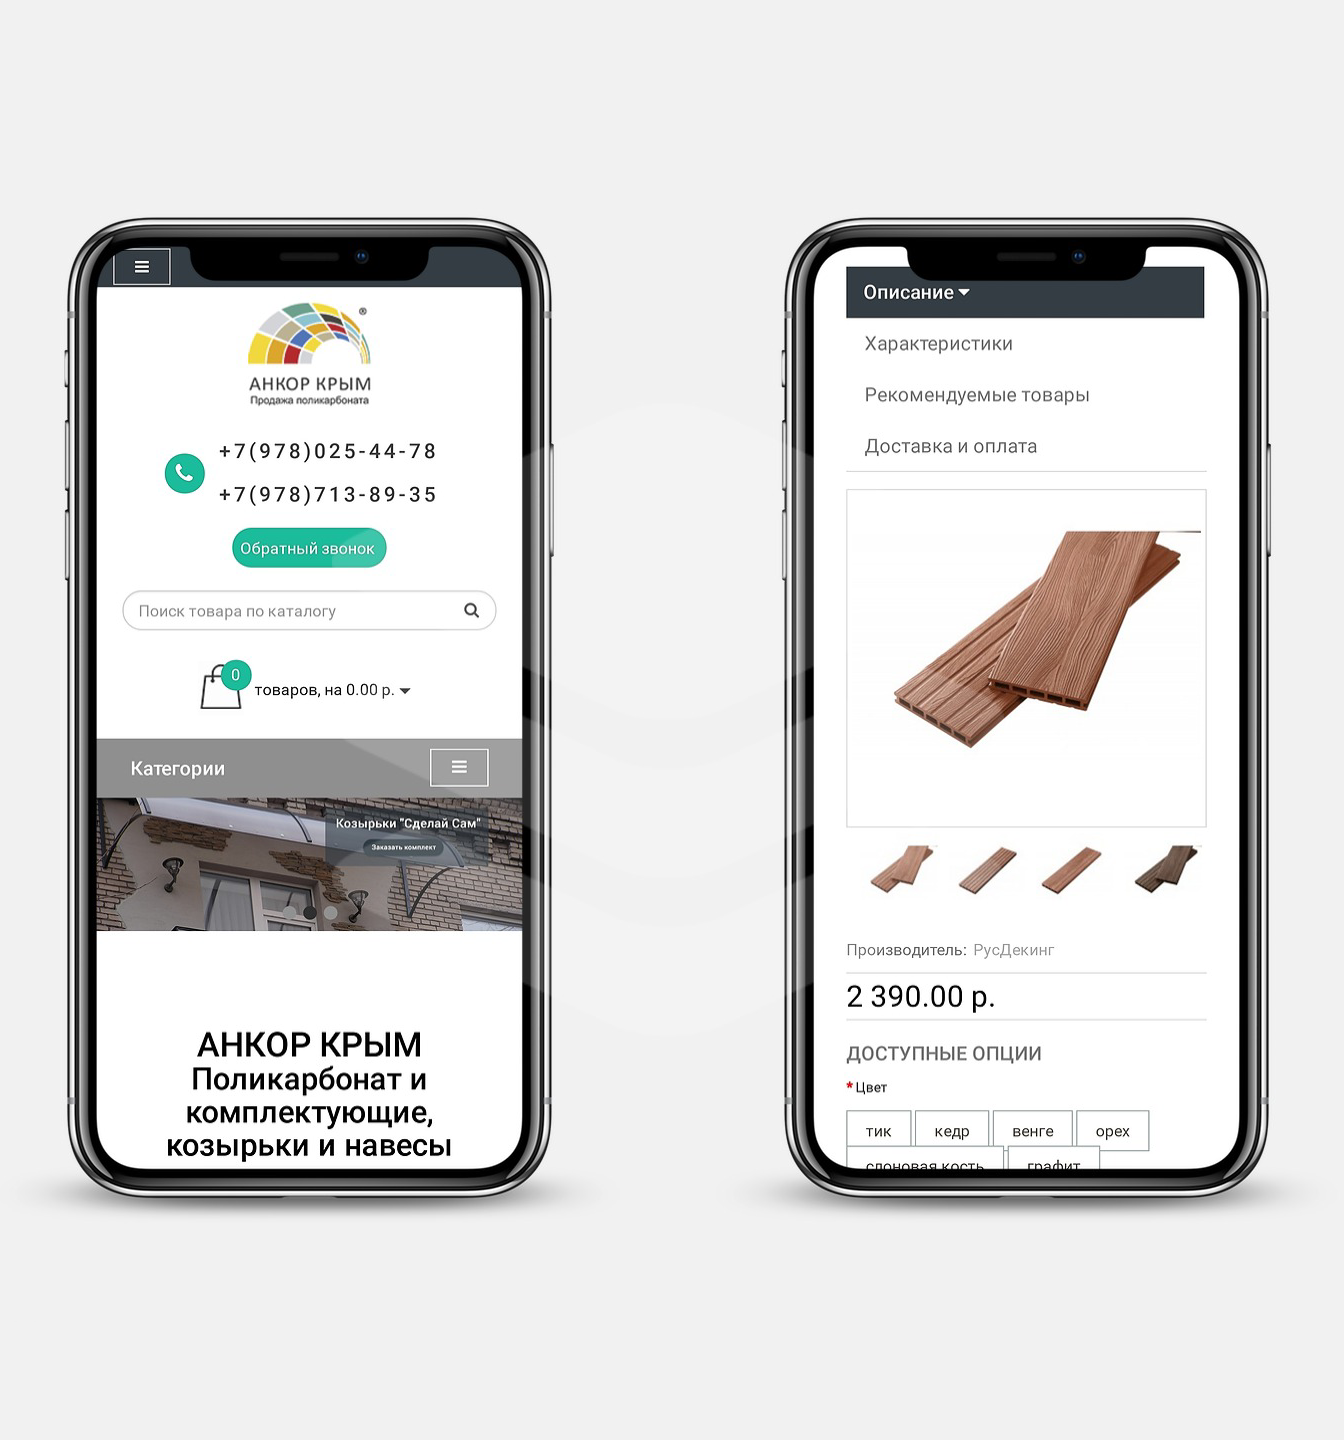 ®
АНКОР КРЫМ
Продажа поликарбоната
+7(978)025-44-78
+7(978)713-89-35
Обратный звонок
Поиск товара по каталогу
0
товаров, на 0.00 р.
Категории
Козырьки "Сделай Сам"
Заказать комплект
АНКОР КРЫМ
Поликарбонат и
комплектующие,
козырьки и навесы
Описание
Характеристики
Рекомендуемые товары
Доставка и оплата
Производитель: РусДекинг
2 390.00 р.
ДОСТУПНЫЕ ОПЦИИ
* Цвет
тик кедр венге орех
слоновая кость графит